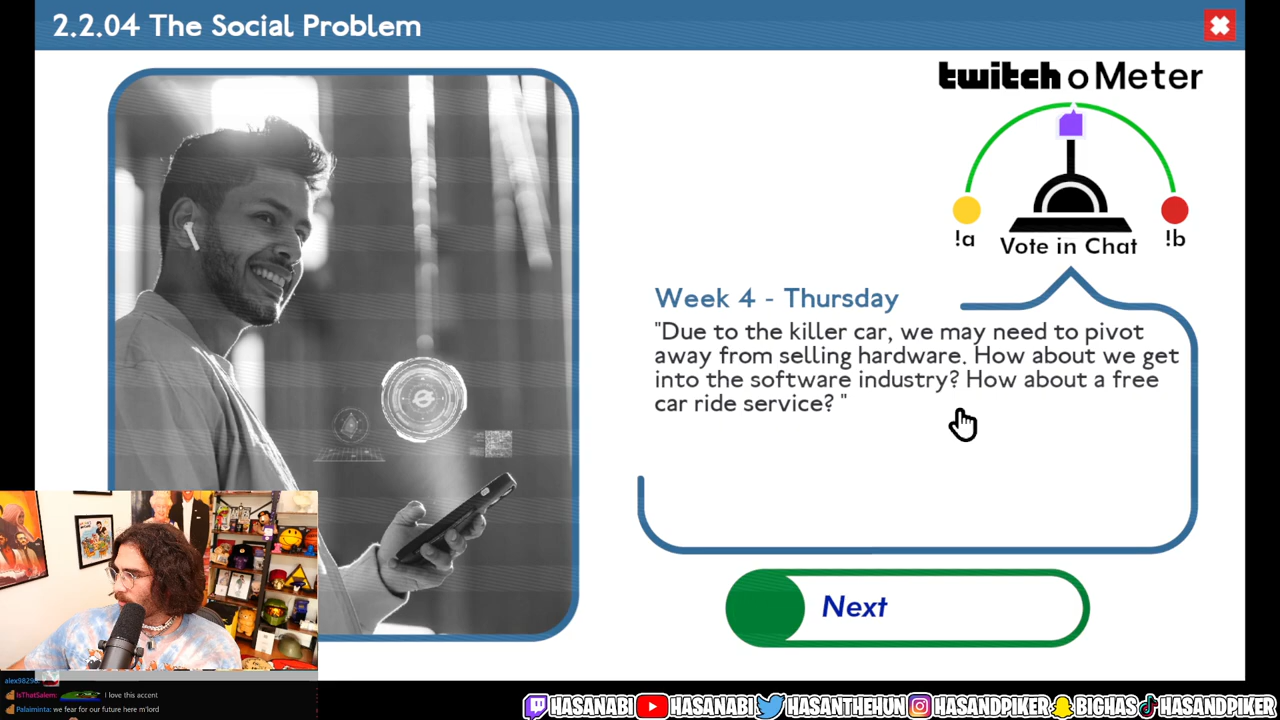 2.2.04 The Social Problem
twitch o Meter
!a
Vote in Chat
!b
Week 4 - Thursday
"Due to the killer car, we may need to pivot
away from selling hardware. How about we get
into the software industry? How about a free
car ride service? "
Next
alex98298:
IsThatSalem: I love this accent
Palaiminta: we fear for our future here m'lord
HASANABI HASANABI HASANTHEHUN HASANDPIKER BIGHAS HASANDPIKER